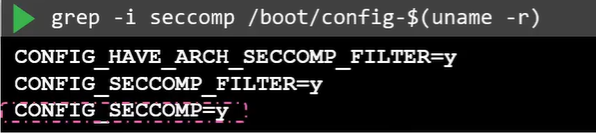 grep -i seccomp /boot/config-$(uname -r)
CONFIG_HAVE_ARCH_SECCOMP_FILTER=y
CONFIG_SECCOMP_FILTER=y
CONFIG_SECCOMP=y